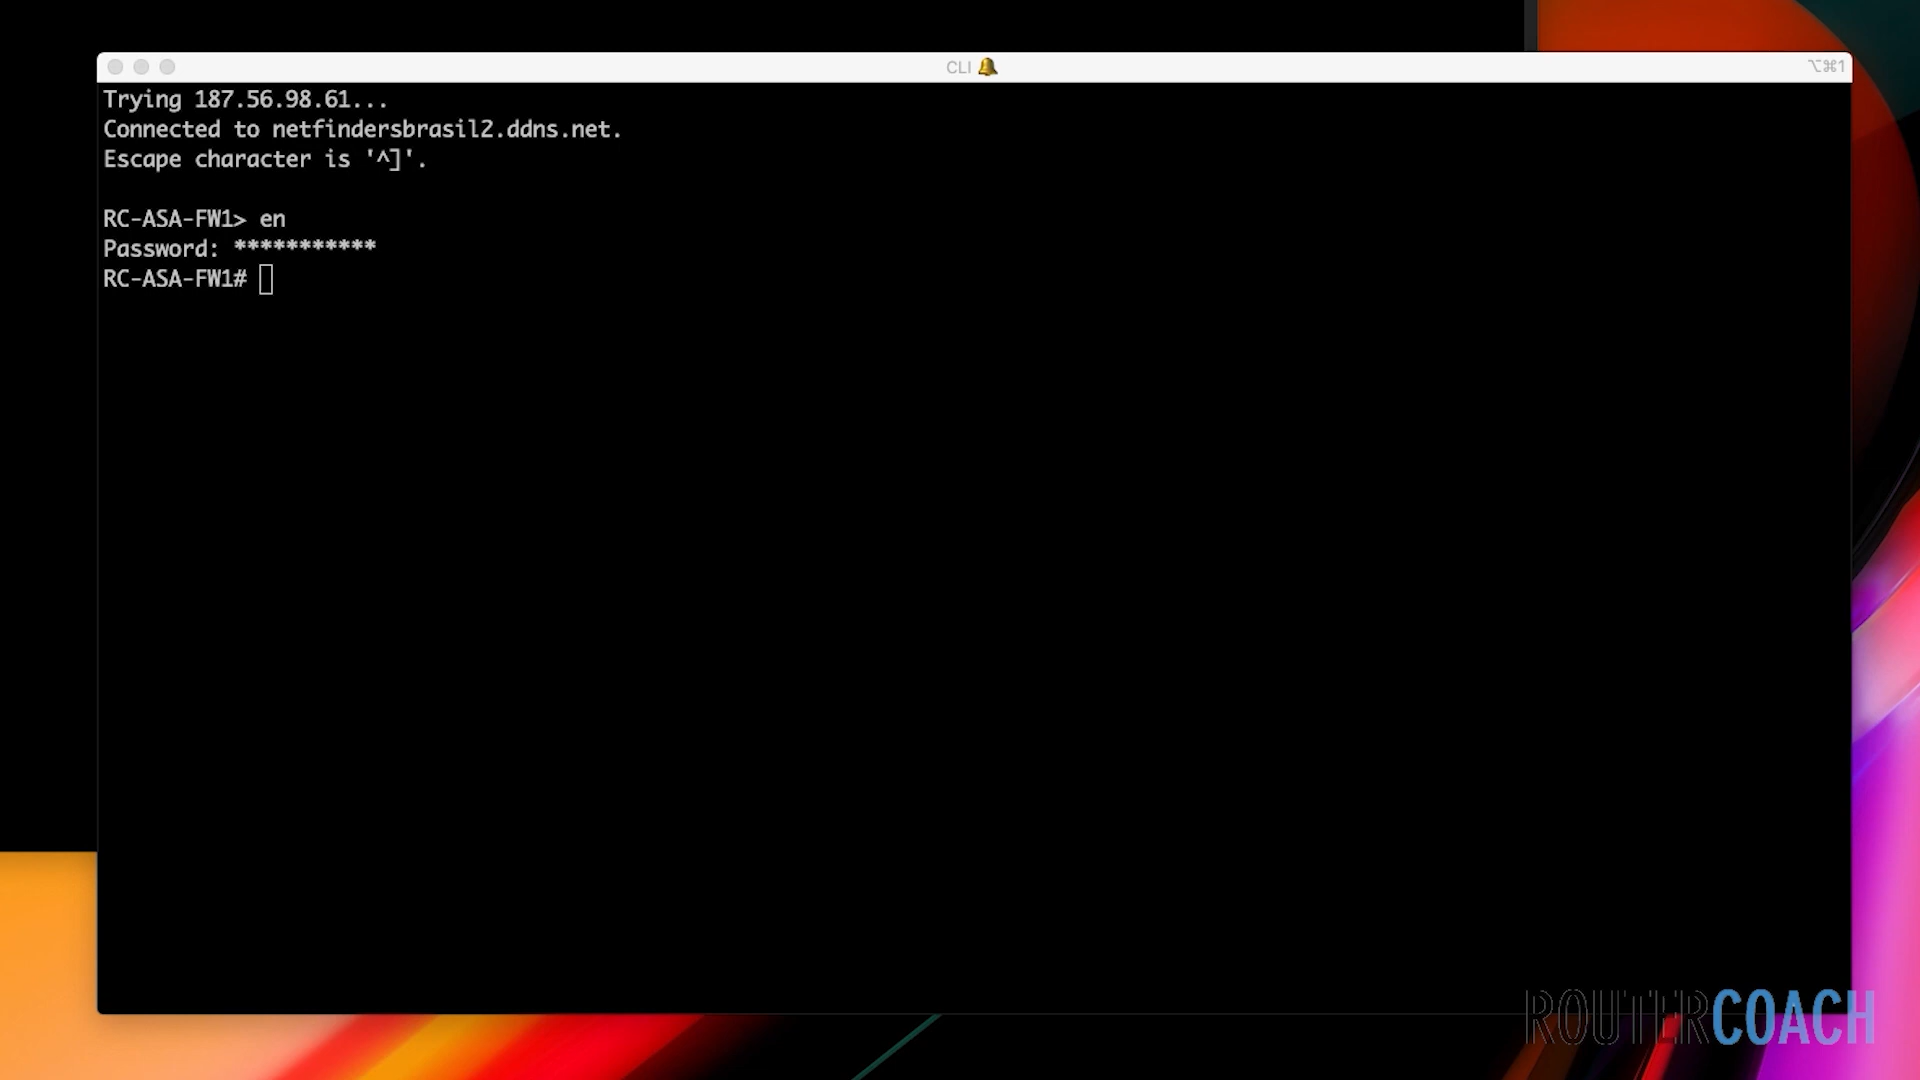 CLI 🔔
⌥⌘1
Trying 187.56.98.61...
Connected to netfindersbrasil2.ddns.net.
Escape character is '^]'.
RC-ASA-FW1> en
Password: ***********
RC-ASA-FW1#
ROUTERCOACH